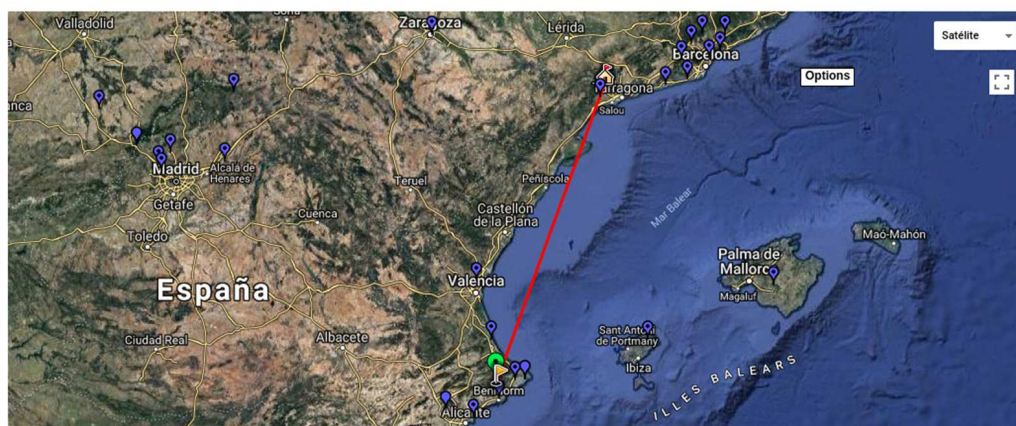 Valladolid
Zaragoza
Lérida
Satélite
Barcelona
Options
Tarragona
Salou
Madrid
Alcalá de
Henares
Getafe
Teruel
Peñíscola
Mar Balear
Cuenca
Castellón
de la Plana
Toledo
Maó-Mahón
Palma de
Mallorca
Magaluf
Valencia
España
Sant Antoni
de Portmany
Ibiza
Ciudad Real
Albacete
Benidorm
Alicante
ILLES BALEARS